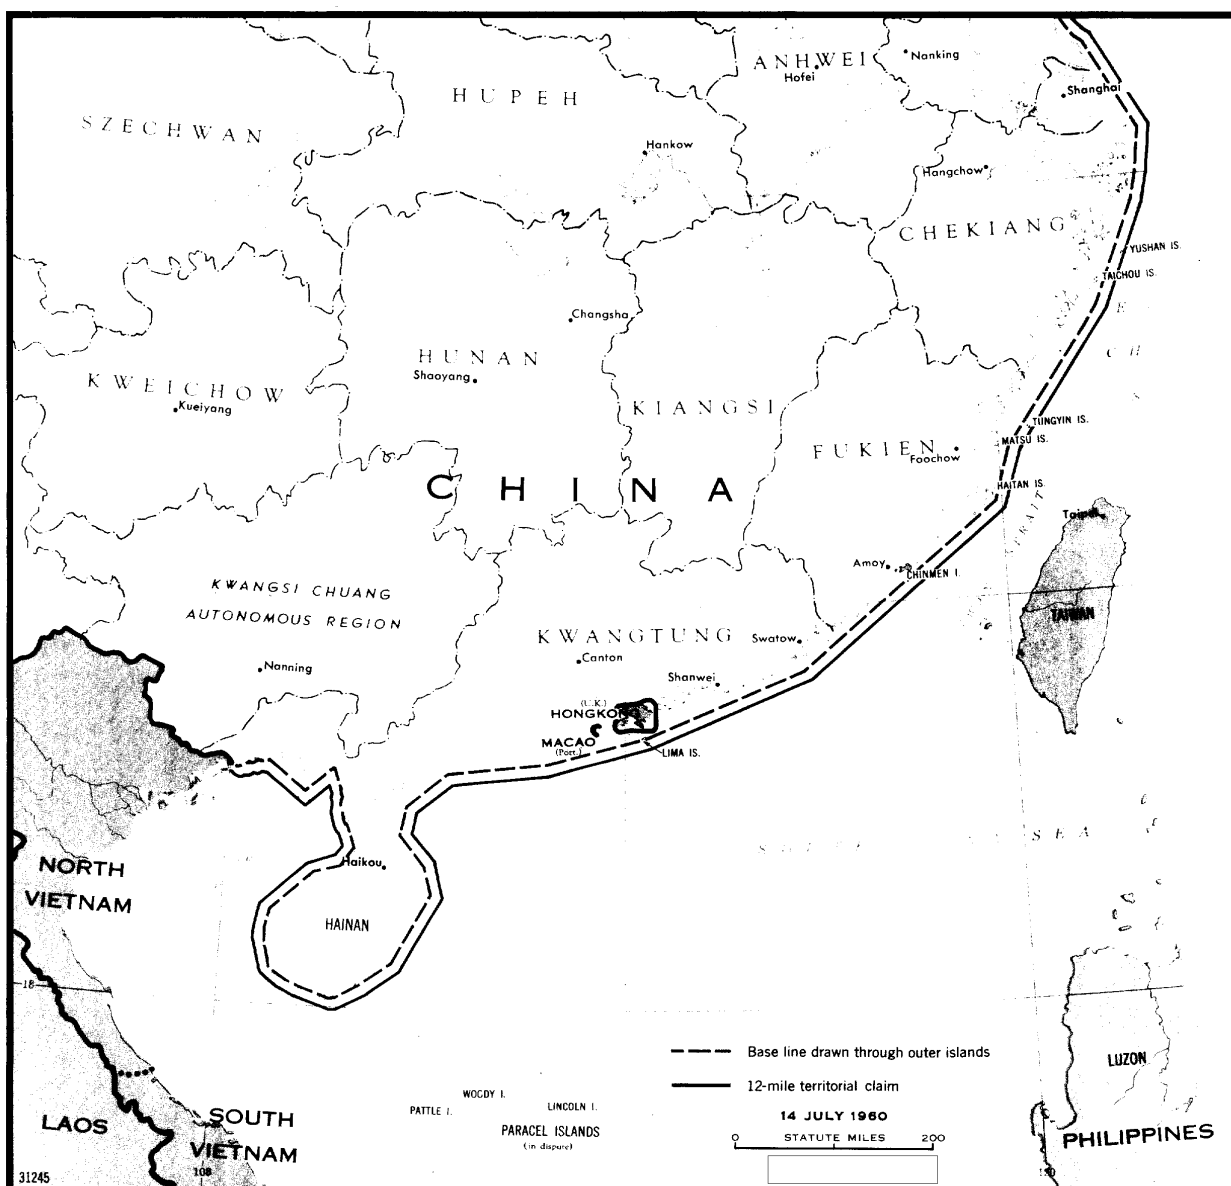 ANHWEI
Hofei
Nanking
Shanghai
HUPEH
SZECHWAN
Hankow
Hangchow
CHEKIANG
YUSHAN IS.
TAICHOU IS.
E
CH
Changsha
HUNAN
Shaoyang
KWEICHOW
Kueiyang
KIANGSI
FUKIEN
Foochow
TUNGYIN IS.
MATSU IS.
HAITAN IS.
CHINA
Taipei
Amoy
CHINMEN I.
TAIWAN
KWANGSI CHUANG
AUTONOMOUS REGION
Nanning
KWANGTUNG
Canton
Swatow
Shanwei
(U.K.)
HONGKONG
MACAO
(Port.)
LIMA IS.
SEA
Haikou
HAINAN
NORTH
VIETNAM
18
Base line drawn through outer islands
12-mile territorial claim
14 JULY 1960
STATUTE MILES
0 200
LUZON
PHILIPPINES
WOODY I.
PATTLE I.
LINCOLN I.
PARACEL ISLANDS
(in dispute)
LAOS
SOUTH
VIETNAM
108
31245